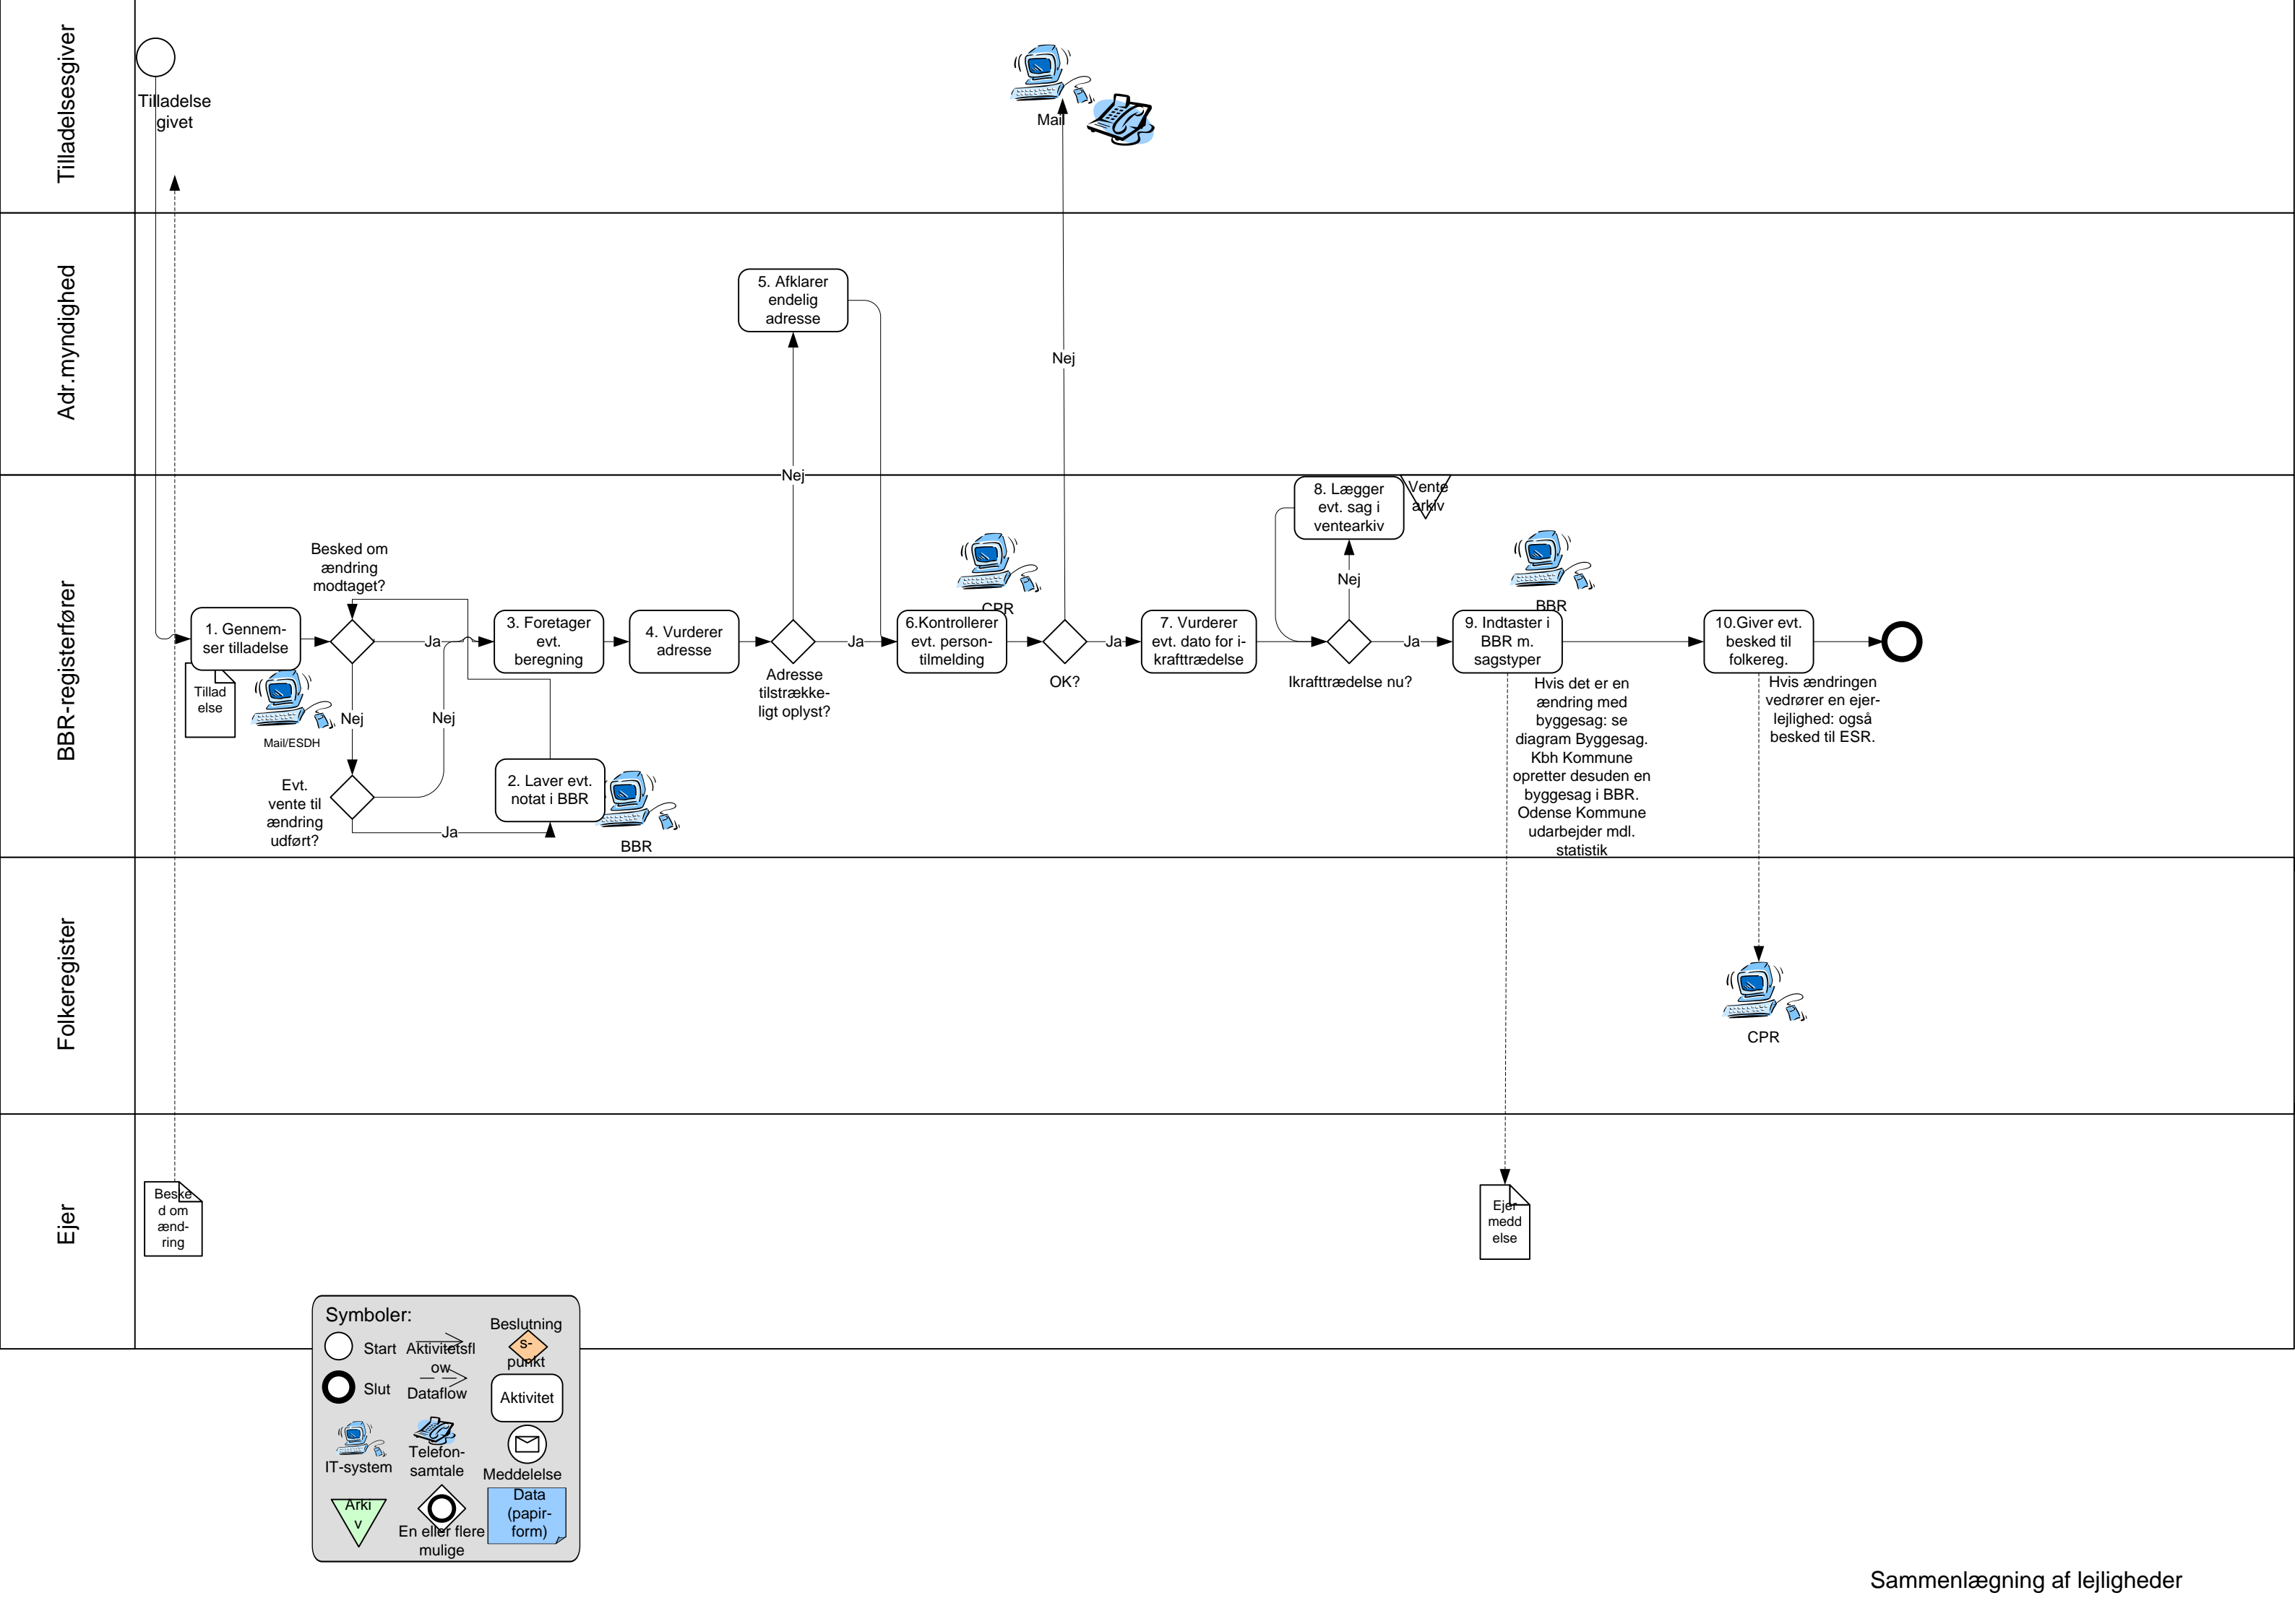 Tilladelsesgiver
Tilladelse
givet
Mail
Adr.myndighed
5. Afklarer
endelig
adresse
Nej
Nej
BBR-registerfører
8. Lægger
evt. sag i
ventearkiv
Vente
arkiv
Besked om
ændring
modtaget?
Nej
CPR
BBR
1. Gennem-
ser tilladelse
Ja
3. Foretager
evt.
beregning
4. Vurderer
adresse
Ja
6.Kontrollerer
evt. person-
tilmelding
Ja
7. Vurderer
evt. dato for i-
krafttrædelse
Ja
9. Indtaster i
BBR m.
sagstyper
10.Giver evt.
besked til
folkereg.
Adresse
tilstrække-
ligt oplyst?
OK?
Ikrafttrædelse nu?
Hvis det er en
ændring med
byggesag: se
diagram Byggesag.
Kbh Kommune
opretter desuden en
byggesag i BBR.
Odense Kommune
udarbejder mdl.
statistik
Hvis ændringen
vedrører en ejer-
lejlighed: også
besked til ESR.
Tillad
else
Mail/ESDH
Nej
Nej
Evt.
vente til
ændring
udført?
2. Laver evt.
notat i BBR
Ja
BBR
Folkeregister
CPR
Ejer
Beske
d om
ænd-
ring
Ejer
medd
else
Symboler:
Start
Aktivitetsfl
ow
Beslutning
s-
punkt
Slut
Dataflow
Aktivitet
IT-system
Telefon-
samtale
Meddelelse
Arki
v
En eller flere
mulige
Data
(papir-
form)
Sammenlægning af lejligheder